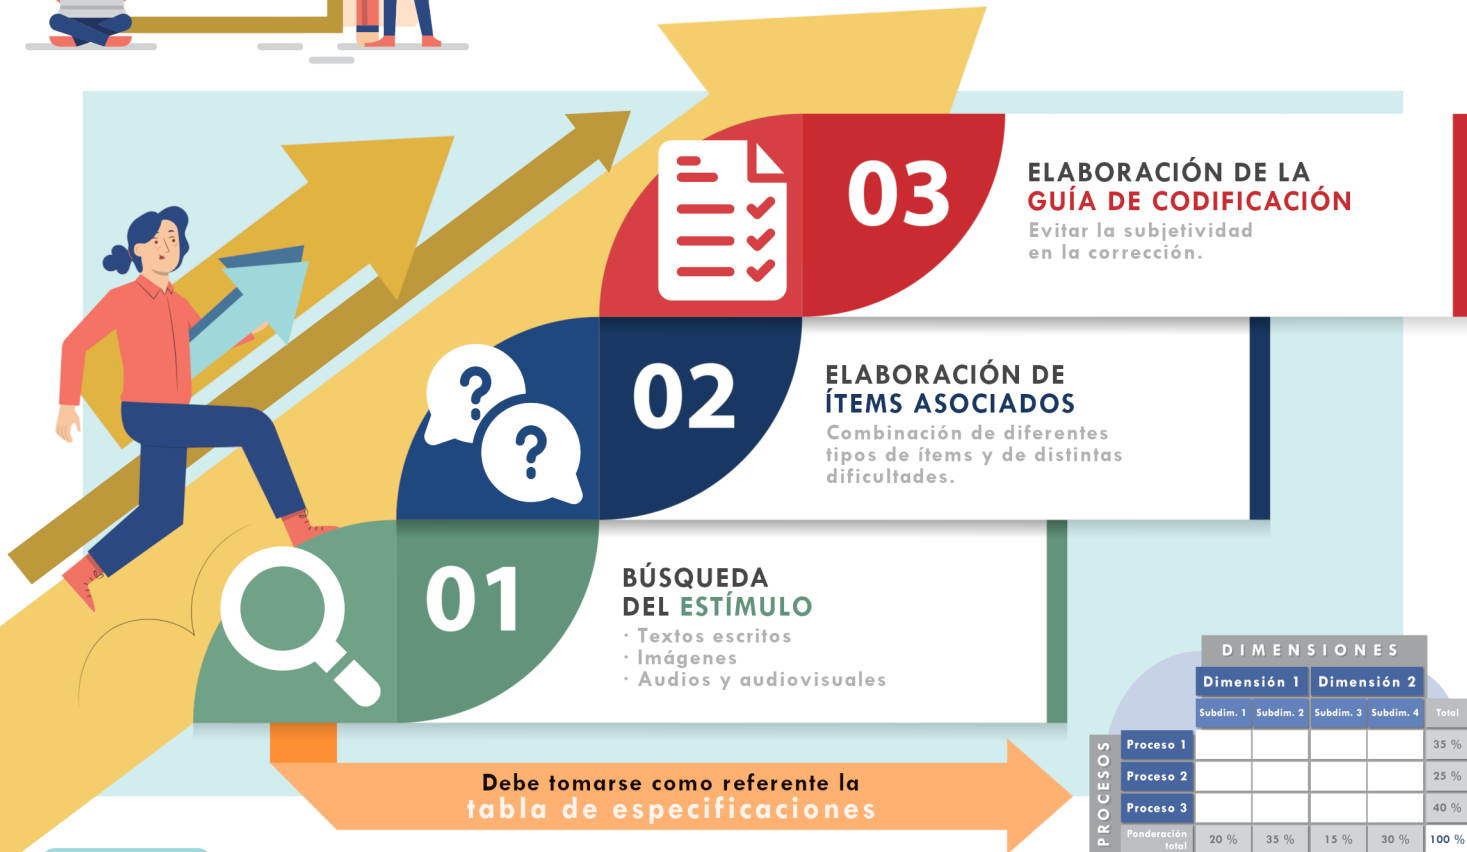 03
ELABORACIÓN DE LA
GUÍA DE CODIFICACIÓN
Evitar la subjetividad
en la corrección.
02
ELABORACIÓN DE
ÍTEMS ASOCIADOS
Combinación de diferentes
tipos de ítems y de distintas
dificultades.
01
BÚSQUEDA
DEL ESTÍMULO
· Textos escritos
· Imágenes
· Audios y audiovisuales
Debe tomarse como referente la
tabla de especificaciones
DIMENSIONES
Dimensión 1 Dimensión 2
Subdim. 1 Subdim. 2 Subdim. 3 Subdim. 4 Total
PROCESOS
Proceso 1 35 %
Proceso 2 25 %
Proceso 3 40 %
Ponderación
total 20 % 35 % 15 % 30 % 100 %